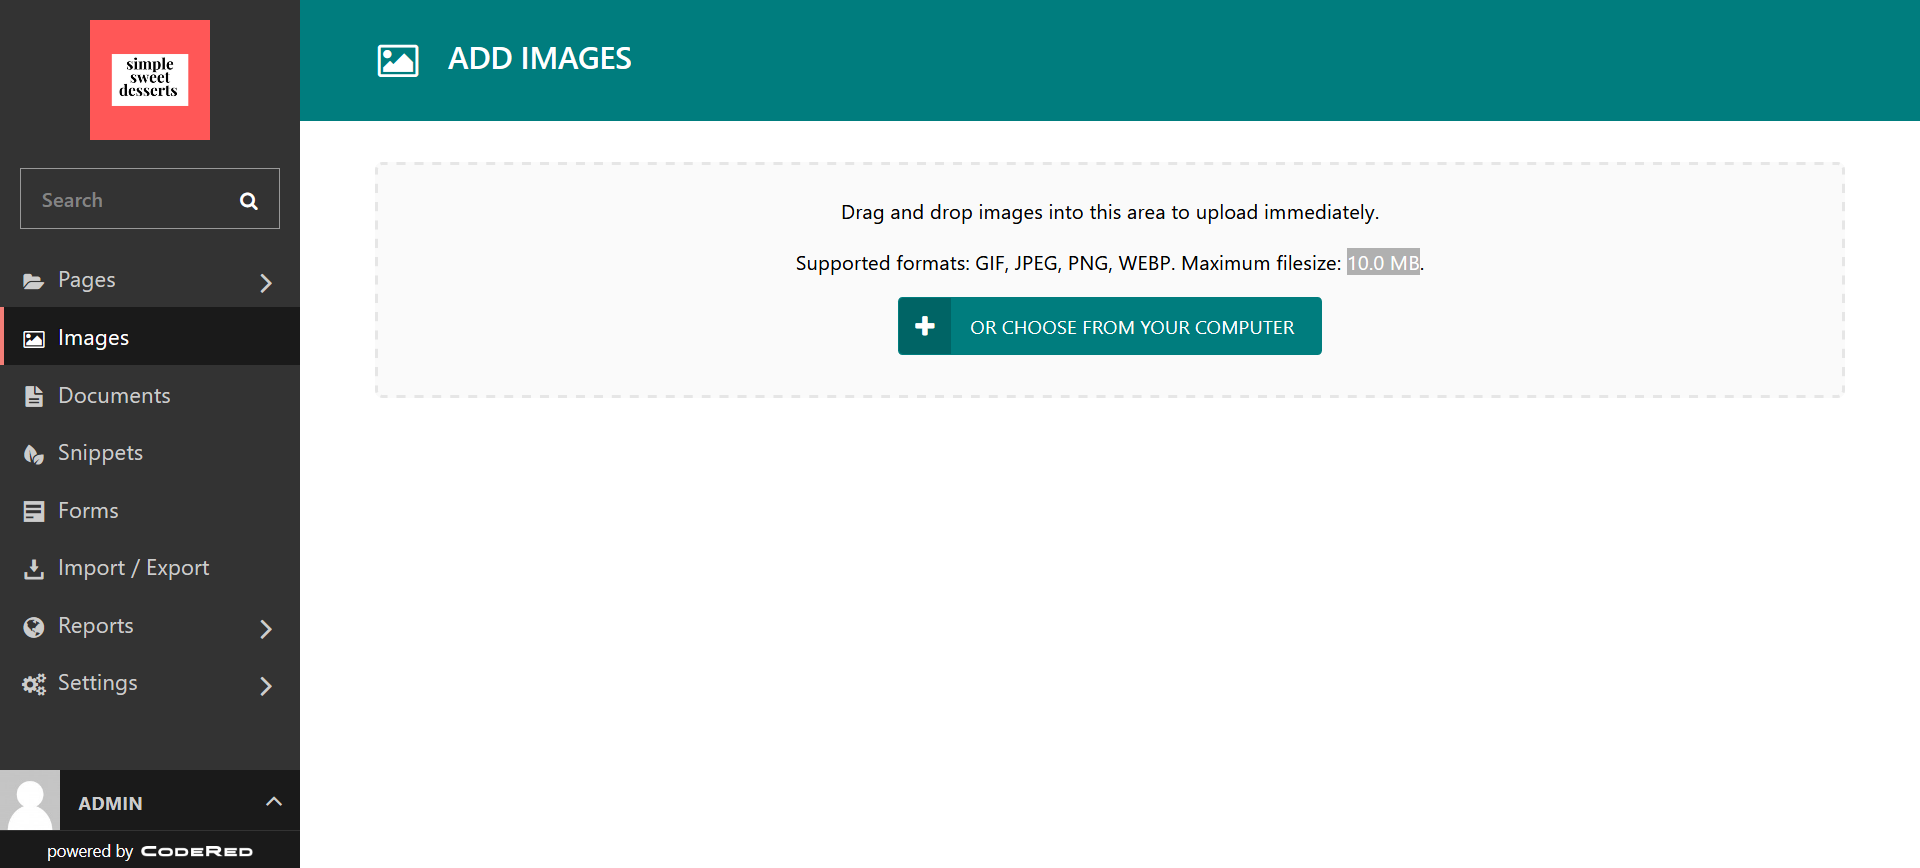 simple
sweet
desserts
Search
Pages
Images
Documents
Snippets
Forms
Import / Export
Reports
Settings
ADMIN
powered by CODERED
ADD IMAGES
Drag and drop images into this area to upload immediately.
Supported formats: GIF, JPEG, PNG, WEBP. Maximum filesize: 10.0 MB.
OR CHOOSE FROM YOUR COMPUTER